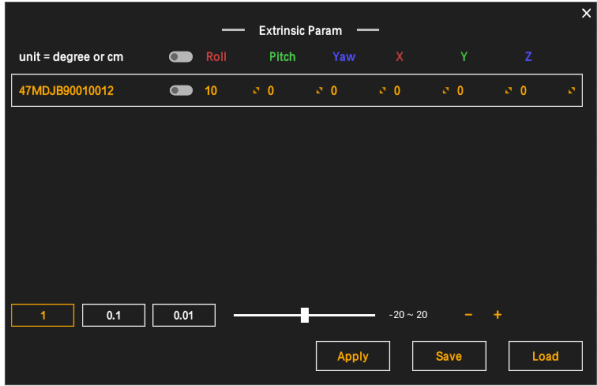 Extrinsic Param
unit = degree or cm Roll Pitch Yaw X Y Z
47MDJB90010012 10 0 0 0 0 0
1 0.1 0.01 -20 ~ 20 - +
Apply Save Load